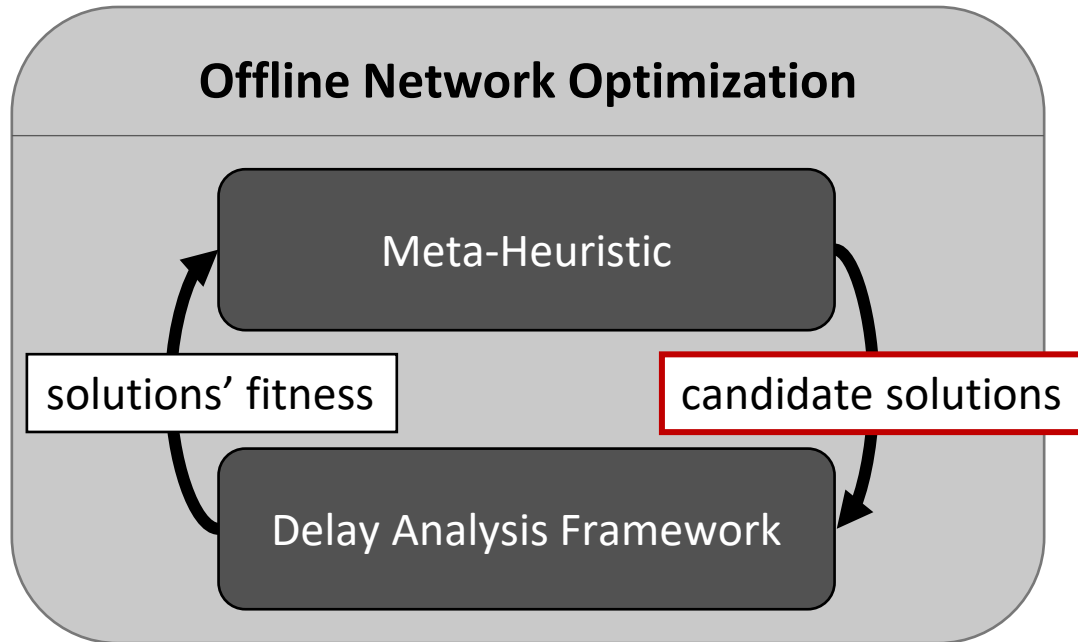 Offline Network Optimization
Meta-Heuristic
solutions’ fitness
candidate solutions
Delay Analysis Framework